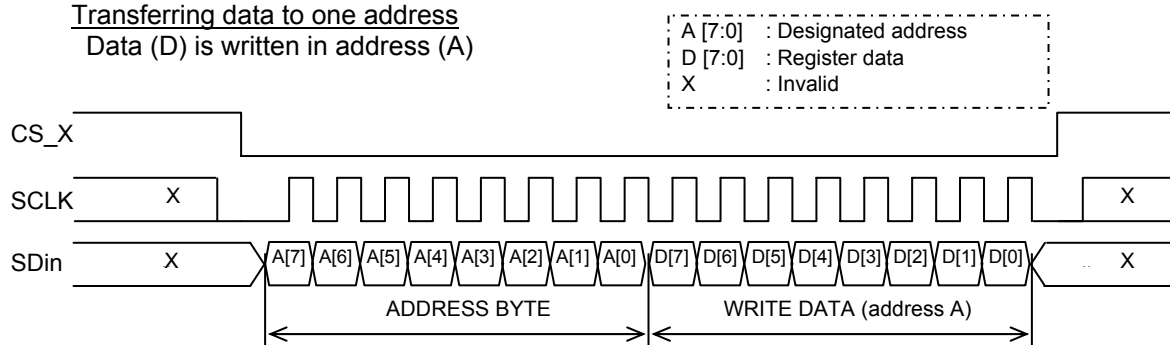 Transferring data to one address
Data (D) is written in address (A)
A [7:0] : Designated address
D [7:0] : Register data
X : Invalid
CS_X
SCLK X X
SDin X A[7] A[6] A[5] A[4] A[3] A[2] A[1] A[0] D[7] D[6] D[5] D[4] D[3] D[2] D[1] D[0] .. X
ADDRESS BYTE WRITE DATA (address A)